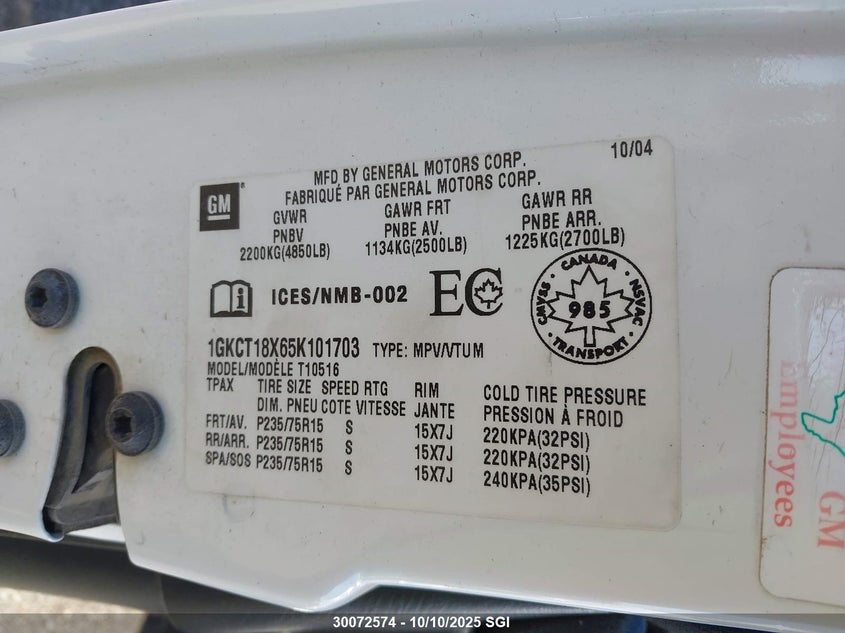 10/04
MFD BY GENERAL MOTORS CORP.
FABRIQUÉ PAR GENERAL MOTORS CORP.
GM
GVWR GAWR FRT GAWR RR
PNBV PNBE AV. PNBE ARR.
2200KG(4850LB) 1134KG(2500LB) 1225KG(2700LB)
i ICES/NMB-002 EC
CANADA
CMVSS 985 NSVAC
TRANSPORT
1GKCT18X65K101703 TYPE: MPV/VTUM
MODEL/MODÈLE T10516
TPAX TIRE SIZE SPEED RTG RIM COLD TIRE PRESSURE
DIM. PNEU COTE VITESSE JANTE PRESSION À FROID
FRT/AV. P235/75R15 S 15X7J 220KPA(32PSI)
RR/ARR. P235/75R15 S 15X7J 220KPA(32PSI)
SPA/SOS P235/75R15 S 15X7J 240KPA(35PSI)
GM
Employees
30072574 - 10/10/2025 SGI